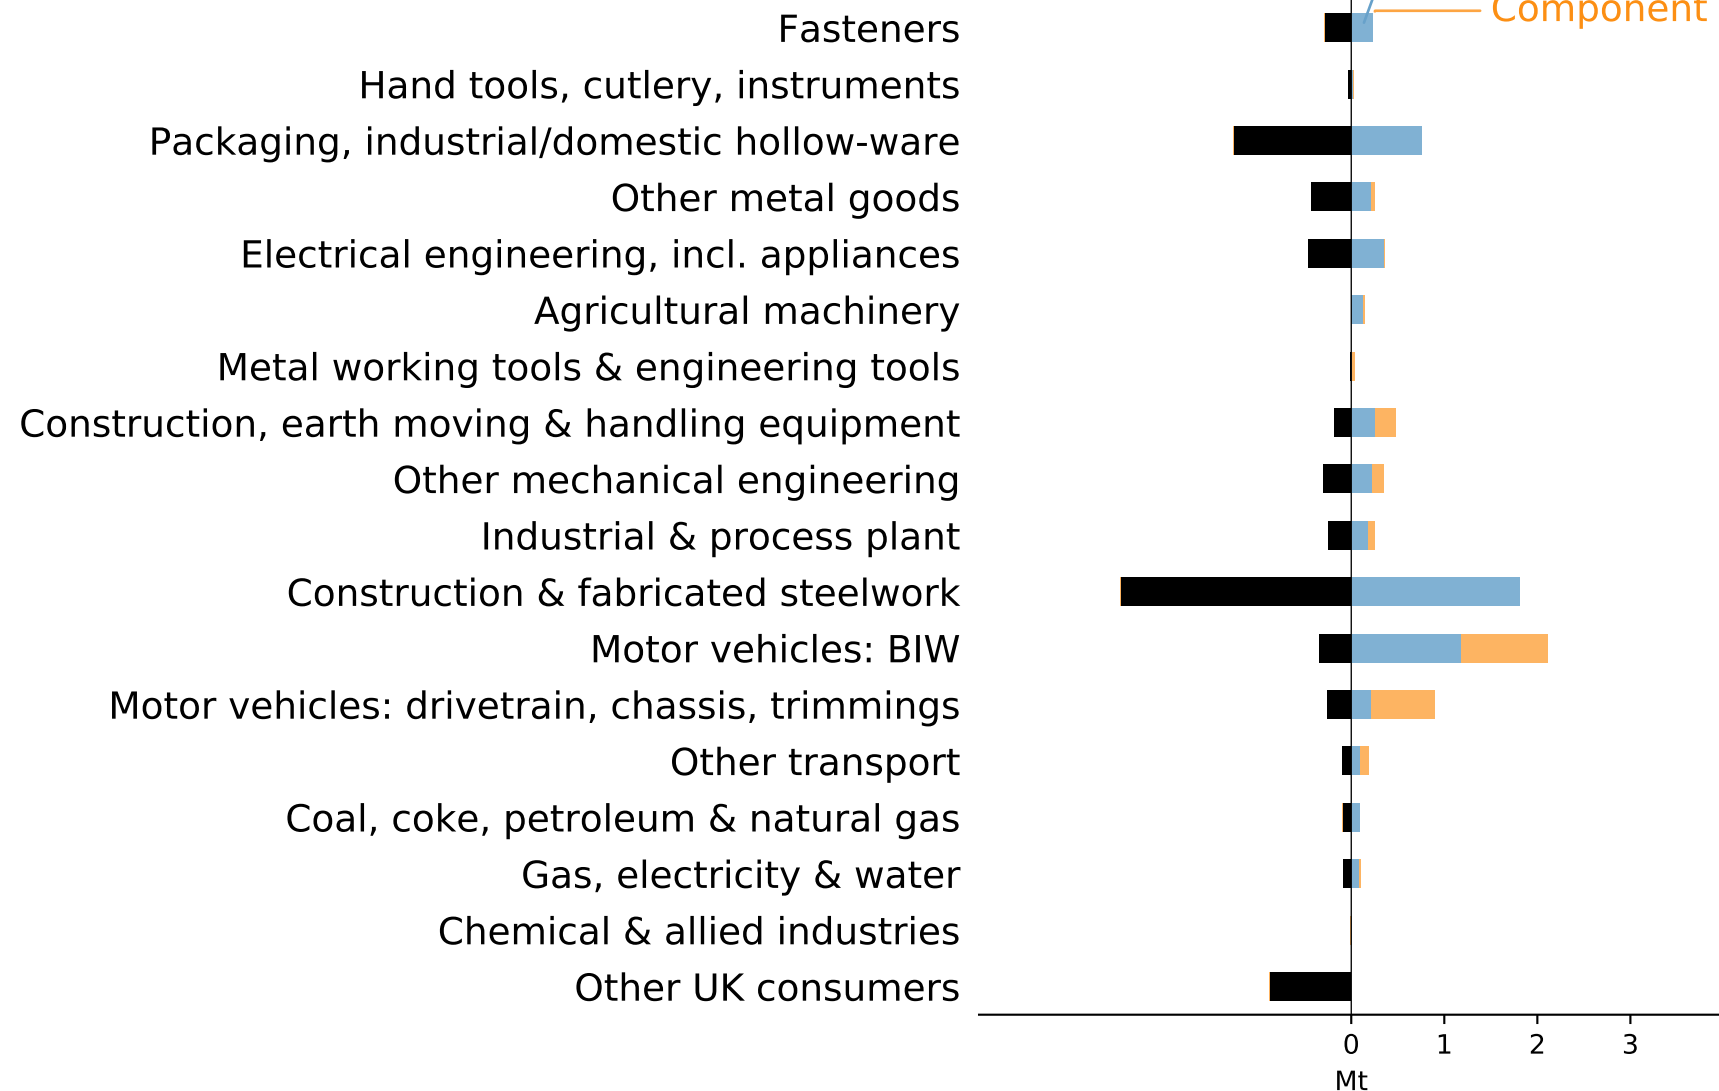 Component
Fasteners
Hand tools, cutlery, instruments
Packaging, industrial/domestic hollow-ware
Other metal goods
Electrical engineering, incl. appliances
Agricultural machinery
Metal working tools & engineering tools
Construction, earth moving & handling equipment
Other mechanical engineering
Industrial & process plant
Construction & fabricated steelwork
Motor vehicles: BIW
Motor vehicles: drivetrain, chassis, trimmings
Other transport
Coal, coke, petroleum & natural gas
Gas, electricity & water
Chemical & allied industries
Other UK consumers
0 1 2 3
Mt